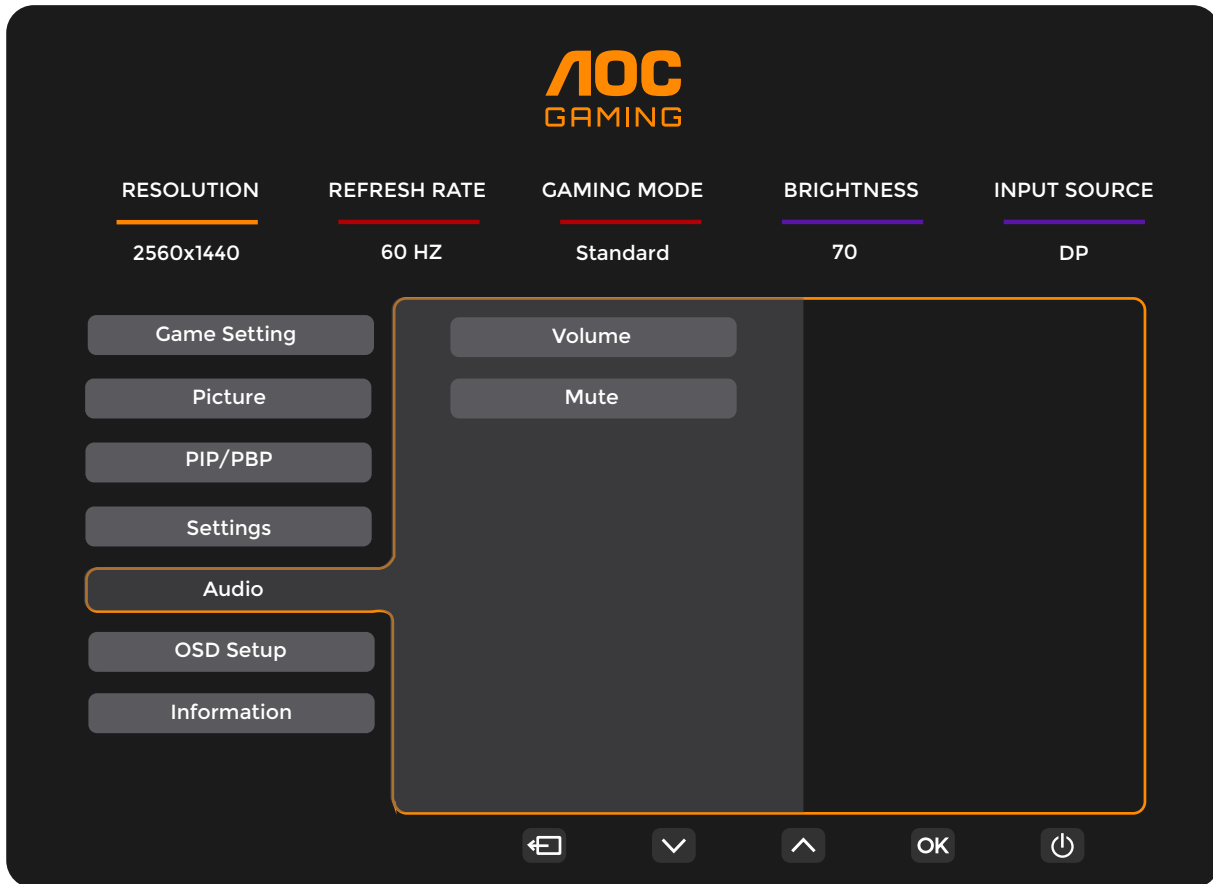 AOC
GAMING
RESOLUTION REFRESH RATE GAMING MODE BRIGHTNESS INPUT SOURCE
2560x1440 60 HZ Standard 70 DP
Game Setting Volume
Picture Mute
PIP/PBP
Settings
Audio
OSD Setup
Information
OK